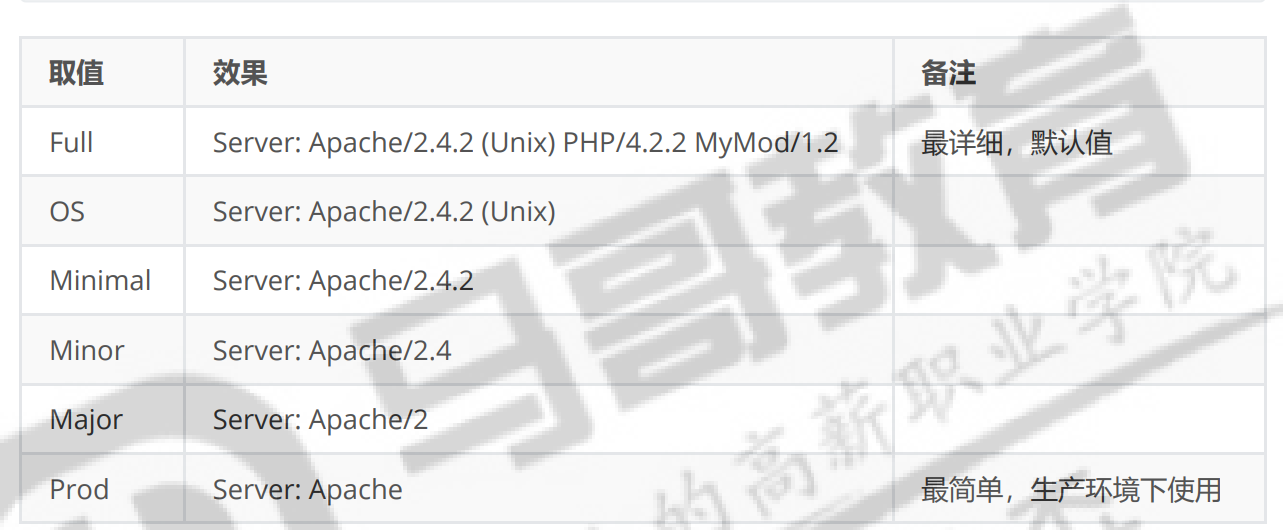 取值 效果 备注
Full Server: Apache/2.4.2 (Unix) PHP/4.2.2 MyMod/1.2 最详细，默认值
OS Server: Apache/2.4.2 (Unix)
Minimal Server: Apache/2.4.2
Minor Server: Apache/2.4
Major Server: Apache/2
Prod Server: Apache 最简单，生产环境下使用
马哥教育
的高薪职业学院